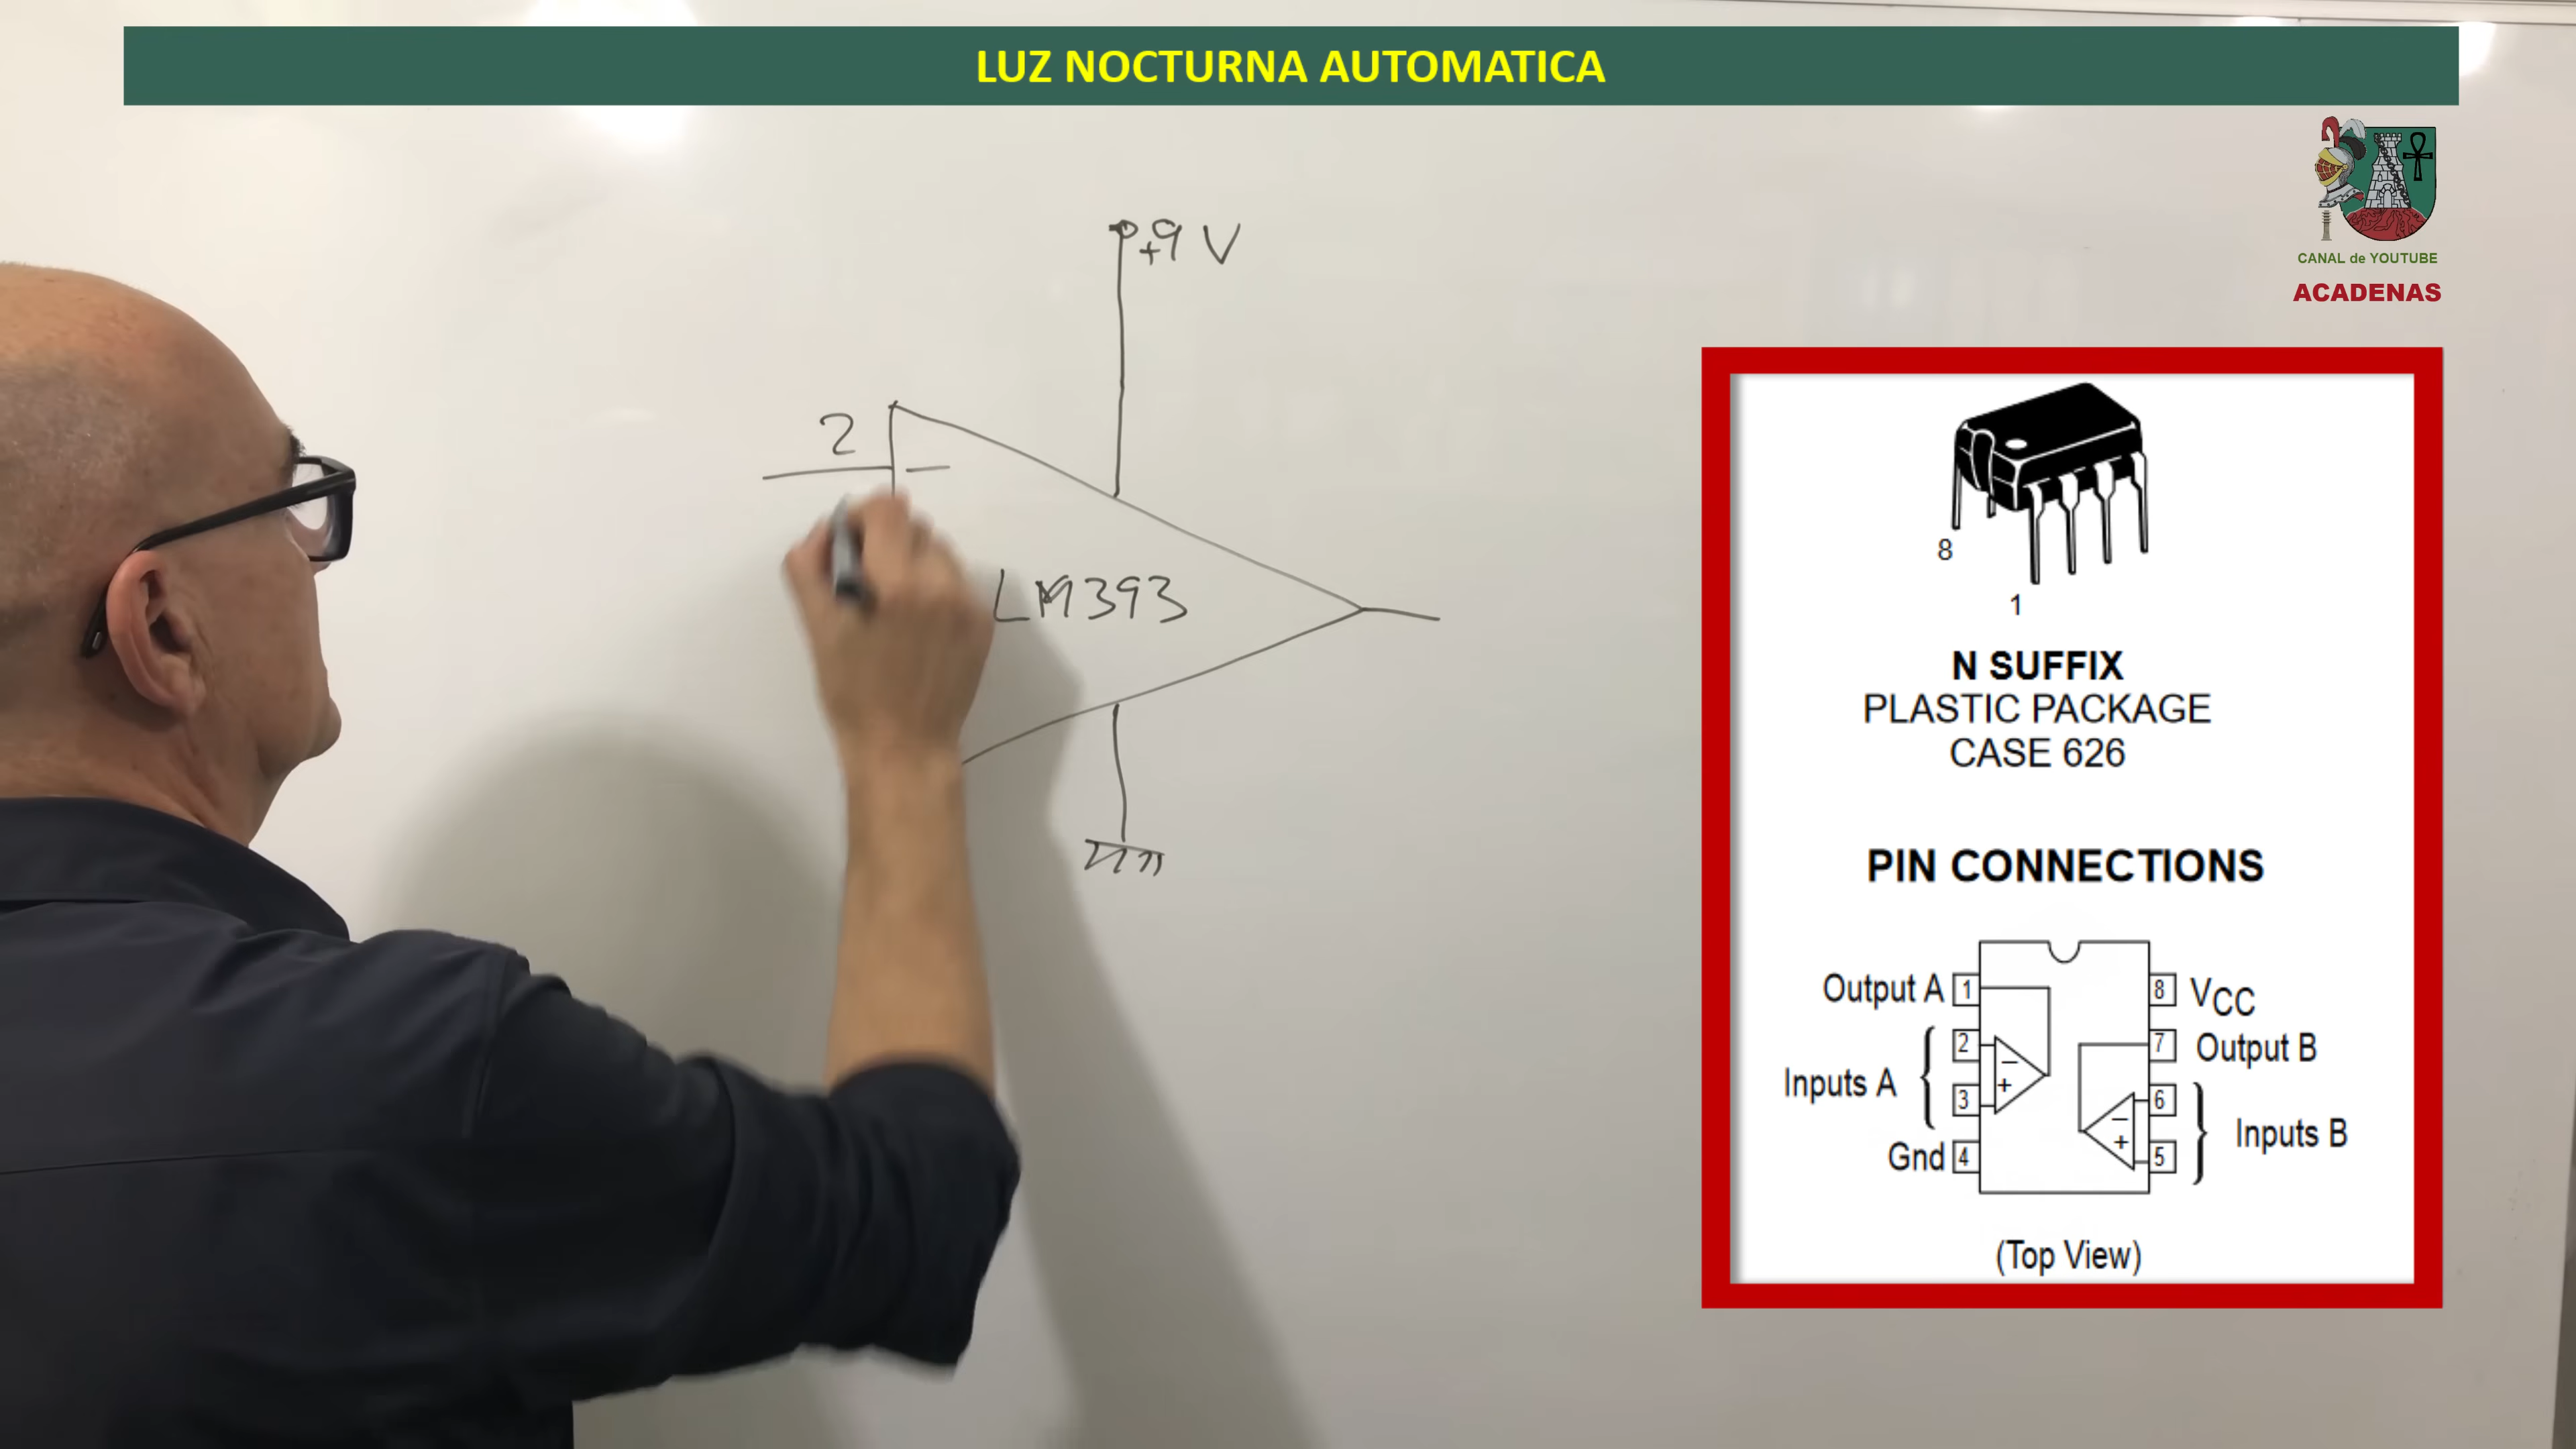 LUZ NOCTURNA AUTOMATICA
CANAL de YOUTUBE
ACADENAS
+9 V
2
−
LM393
8
1
N SUFFIX
PLASTIC PACKAGE
CASE 626
PIN CONNECTIONS
Output A 1
8 VCC
2
7 Output B
Inputs A
− +
3
6
Inputs B
− +
Gnd 4
5
(Top View)